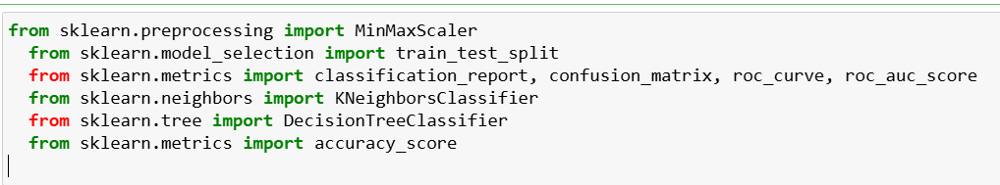 from sklearn.preprocessing import MinMaxScaler
from sklearn.model_selection import train_test_split
from sklearn.metrics import classification_report, confusion_matrix, roc_curve, roc_auc_score
from sklearn.neighbors import KNeighborsClassifier
from sklearn.tree import DecisionTreeClassifier
from sklearn.metrics import accuracy_score